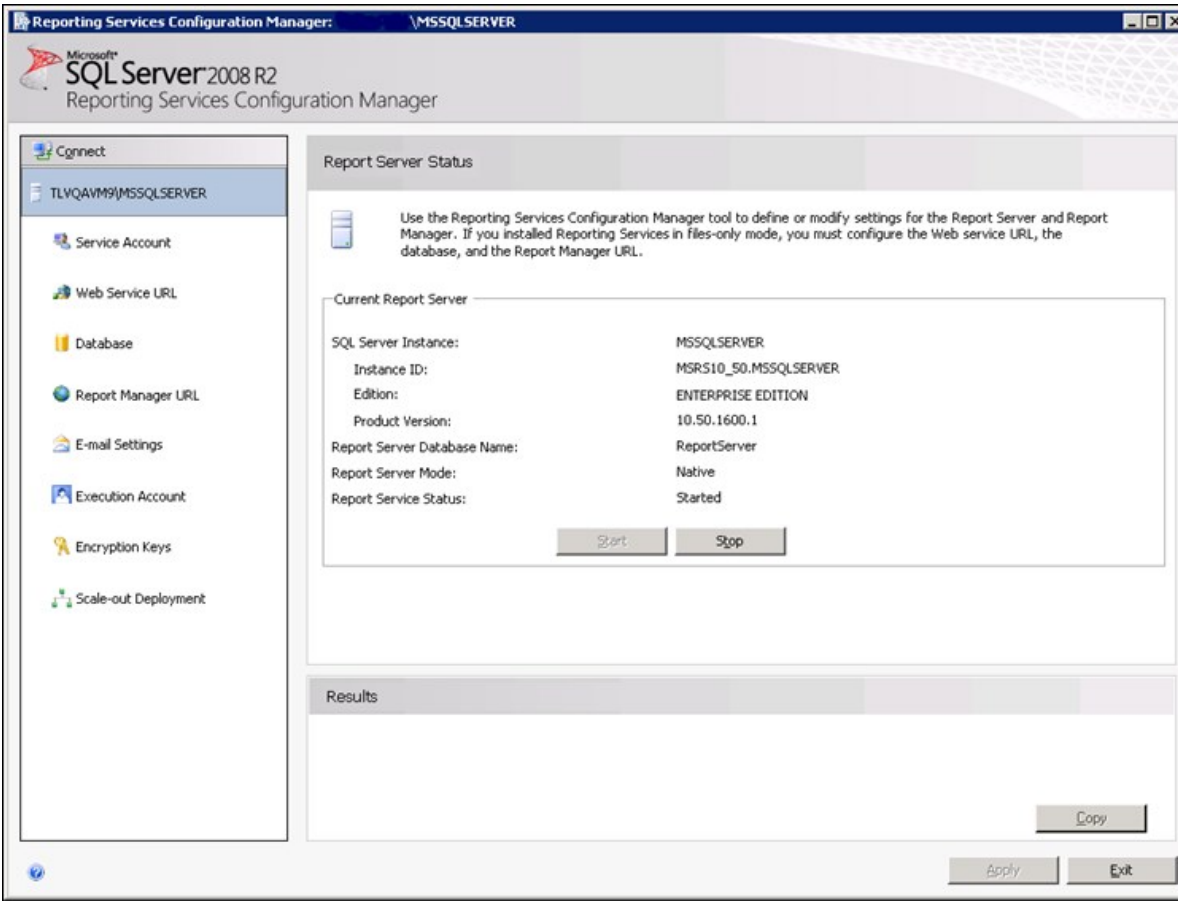 Reporting Services Configuration Manager: \MSSQLSERVER
Microsoft®
SQL Server 2008 R2
Reporting Services Configuration Manager
Connect
TLVQAVM9\MSSQLSERVER
Service Account
Web Service URL
Database
Report Manager URL
E-mail Settings
Execution Account
Encryption Keys
Scale-out Deployment
Report Server Status
Use the Reporting Services Configuration Manager tool to define or modify settings for the Report Server and Report
Manager. If you installed Reporting Services in files-only mode, you must configure the Web service URL, the
database, and the Report Manager URL.
Current Report Server
SQL Server Instance: MSSQLSERVER
Instance ID: MSRS10_50.MSSQLSERVER
Edition: ENTERPRISE EDITION
Product Version: 10.50.1600.1
Report Server Database Name: ReportServer
Report Server Mode: Native
Report Service Status: Started
Start Stop
Results
Copy
Apply Exit